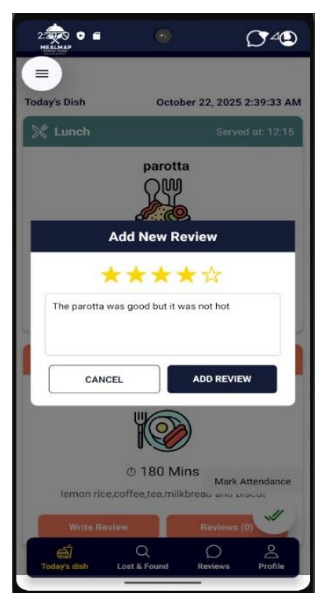 MEALMAP
Today's Dish
October 22, 2025 2:39:33 AM
Lunch
Served at: 12:15
parotta
Add New Review
The parotta was good but it was not hot
CANCEL
ADD REVIEW
180 Mins
Mark Attendance
lemon rice,coffee,tea,milkbread and biscut
Write Review
Reviews (0)
Today's dish
Lost & Found
Reviews
Profile